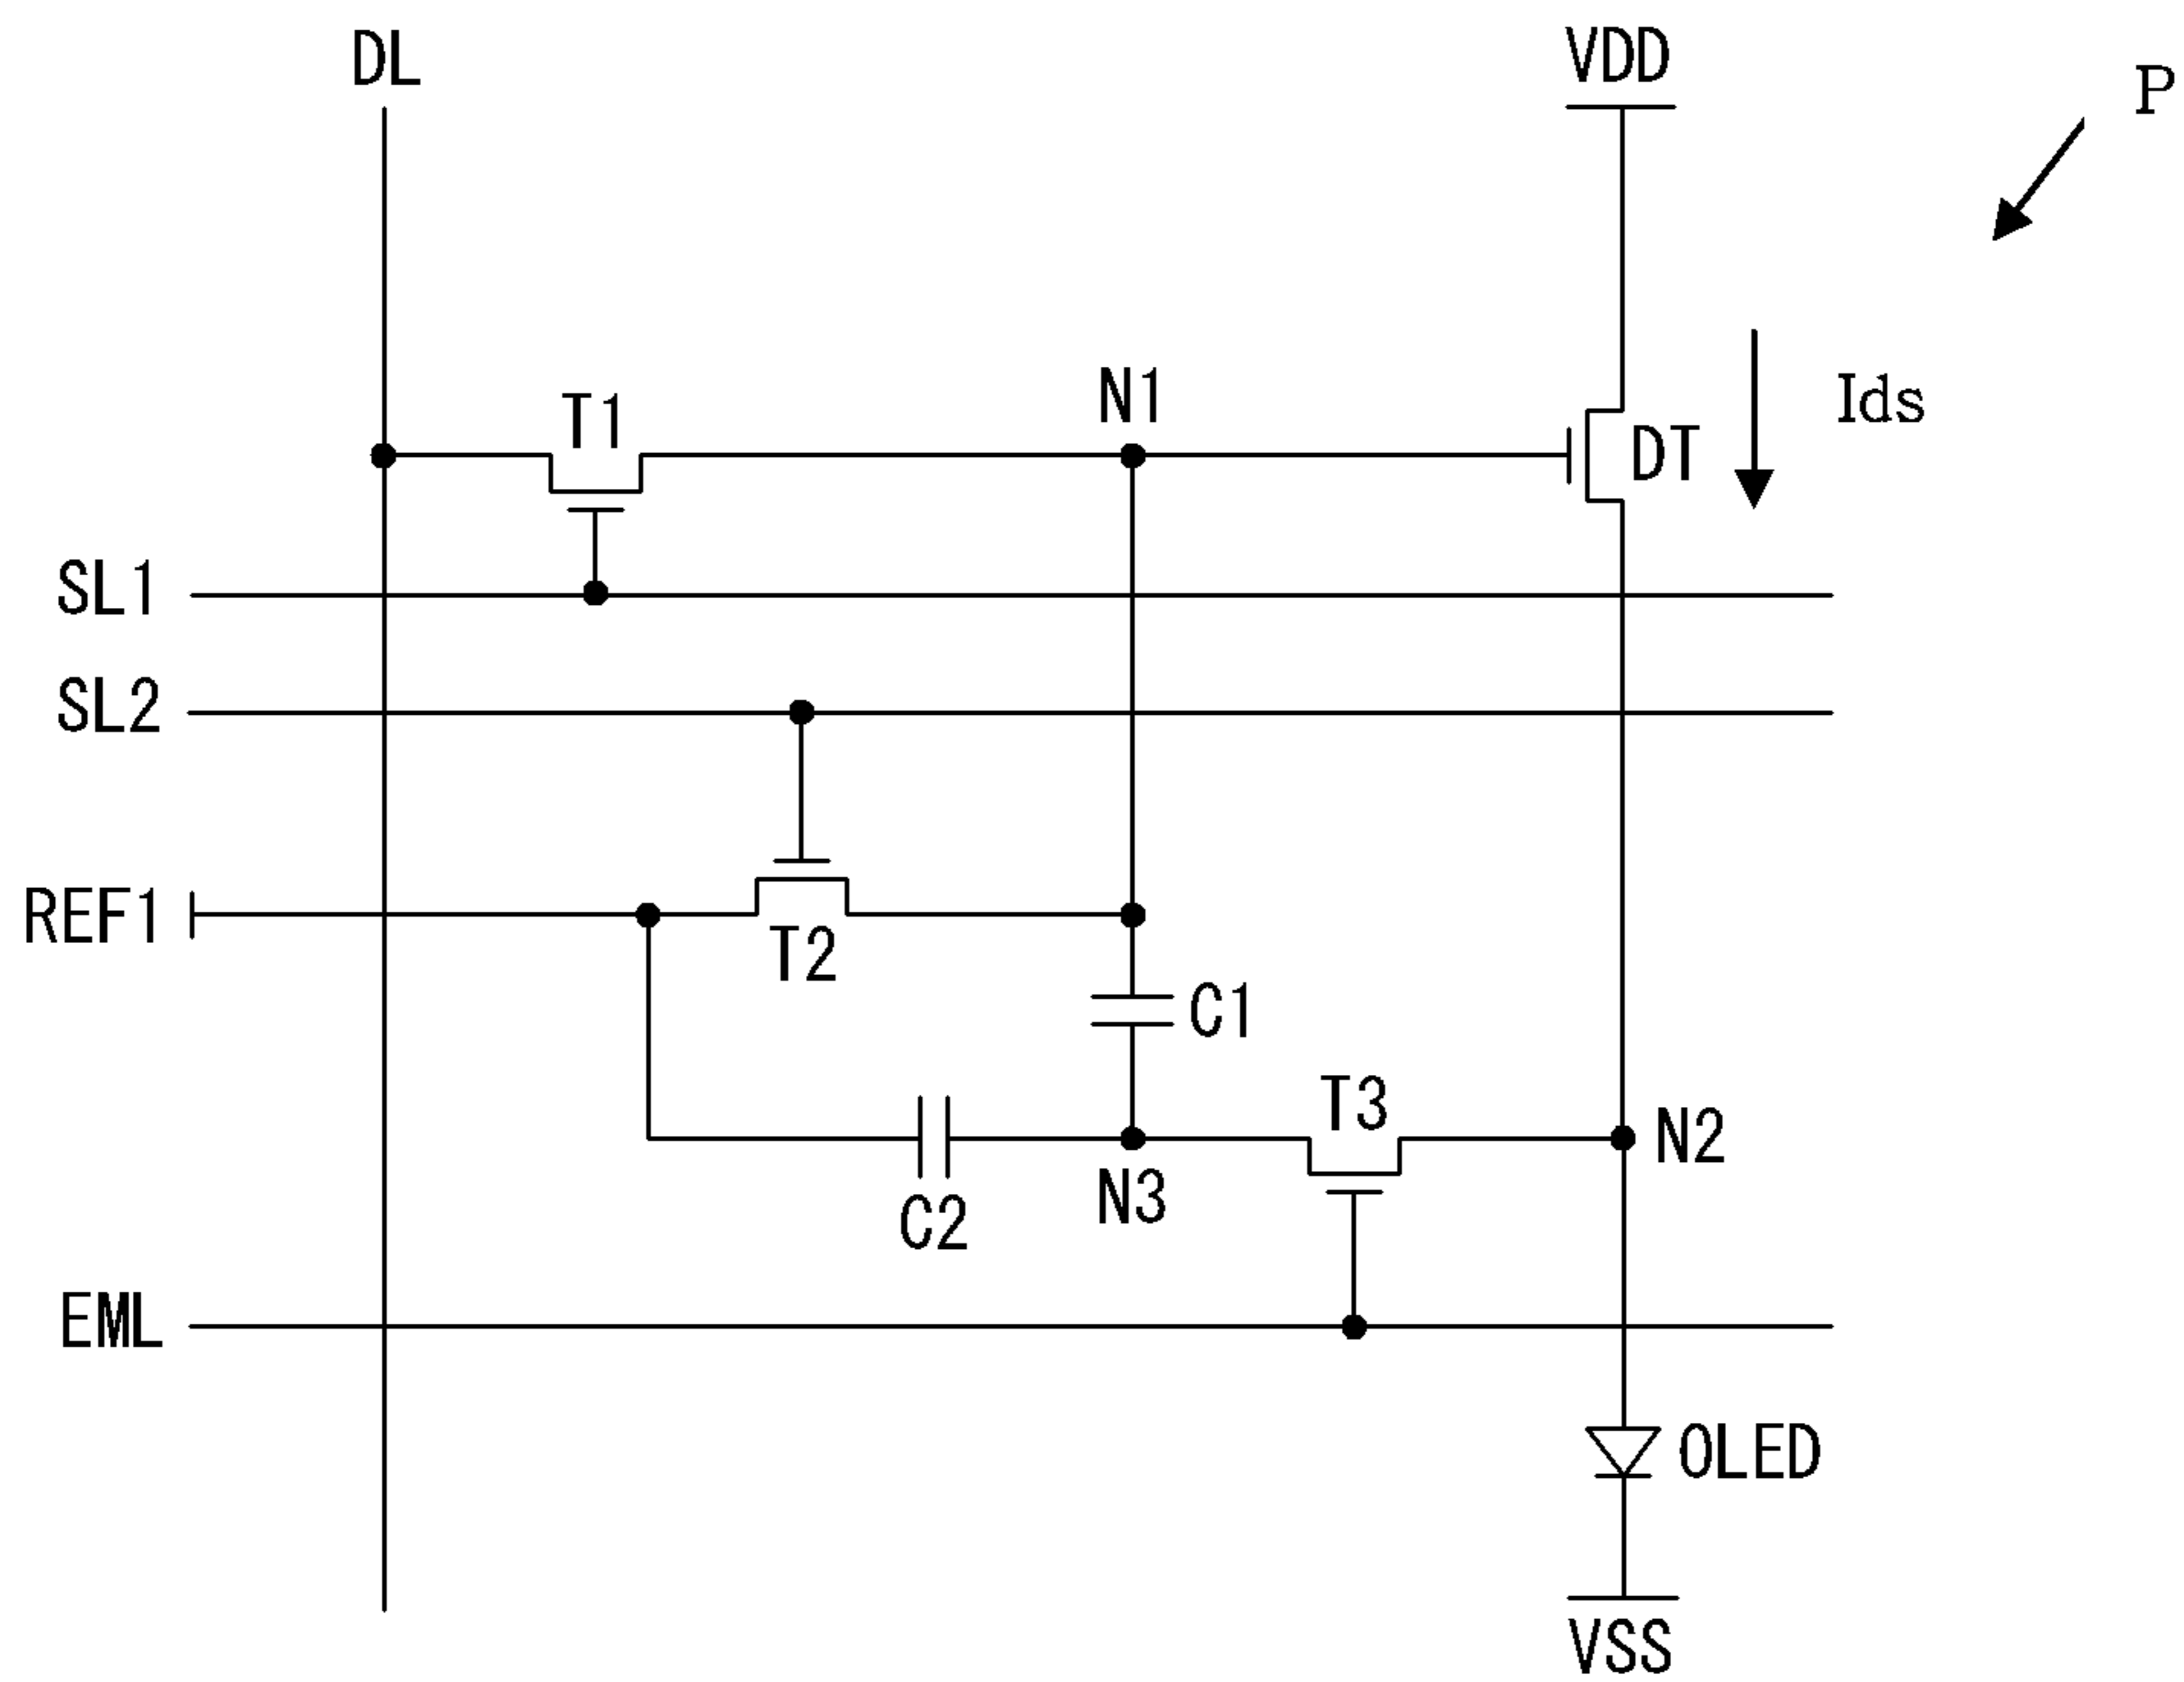 DL
VDD
P
T1
N1
Ids
DT
SL1
SL2
REF1
T2
C1
T3
N2
N3
C2
EML
OLED
VSS